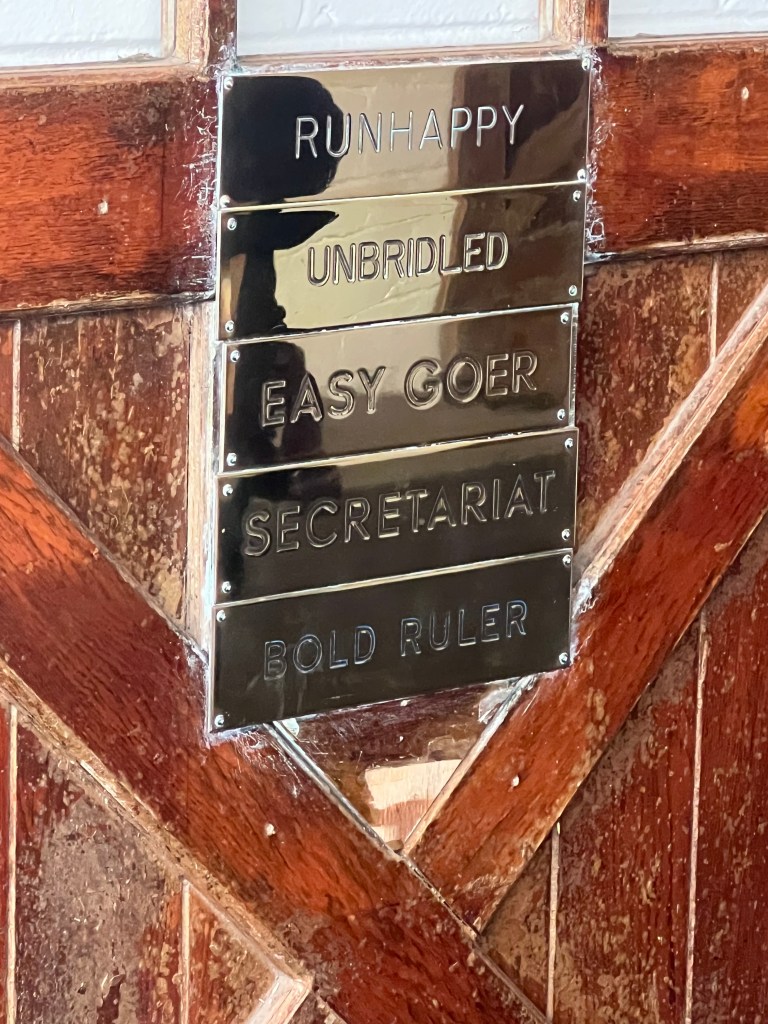 RUNHAPPY
UNBRIDLED
EASY GOER
SECRETARIAT
BOLD RULER